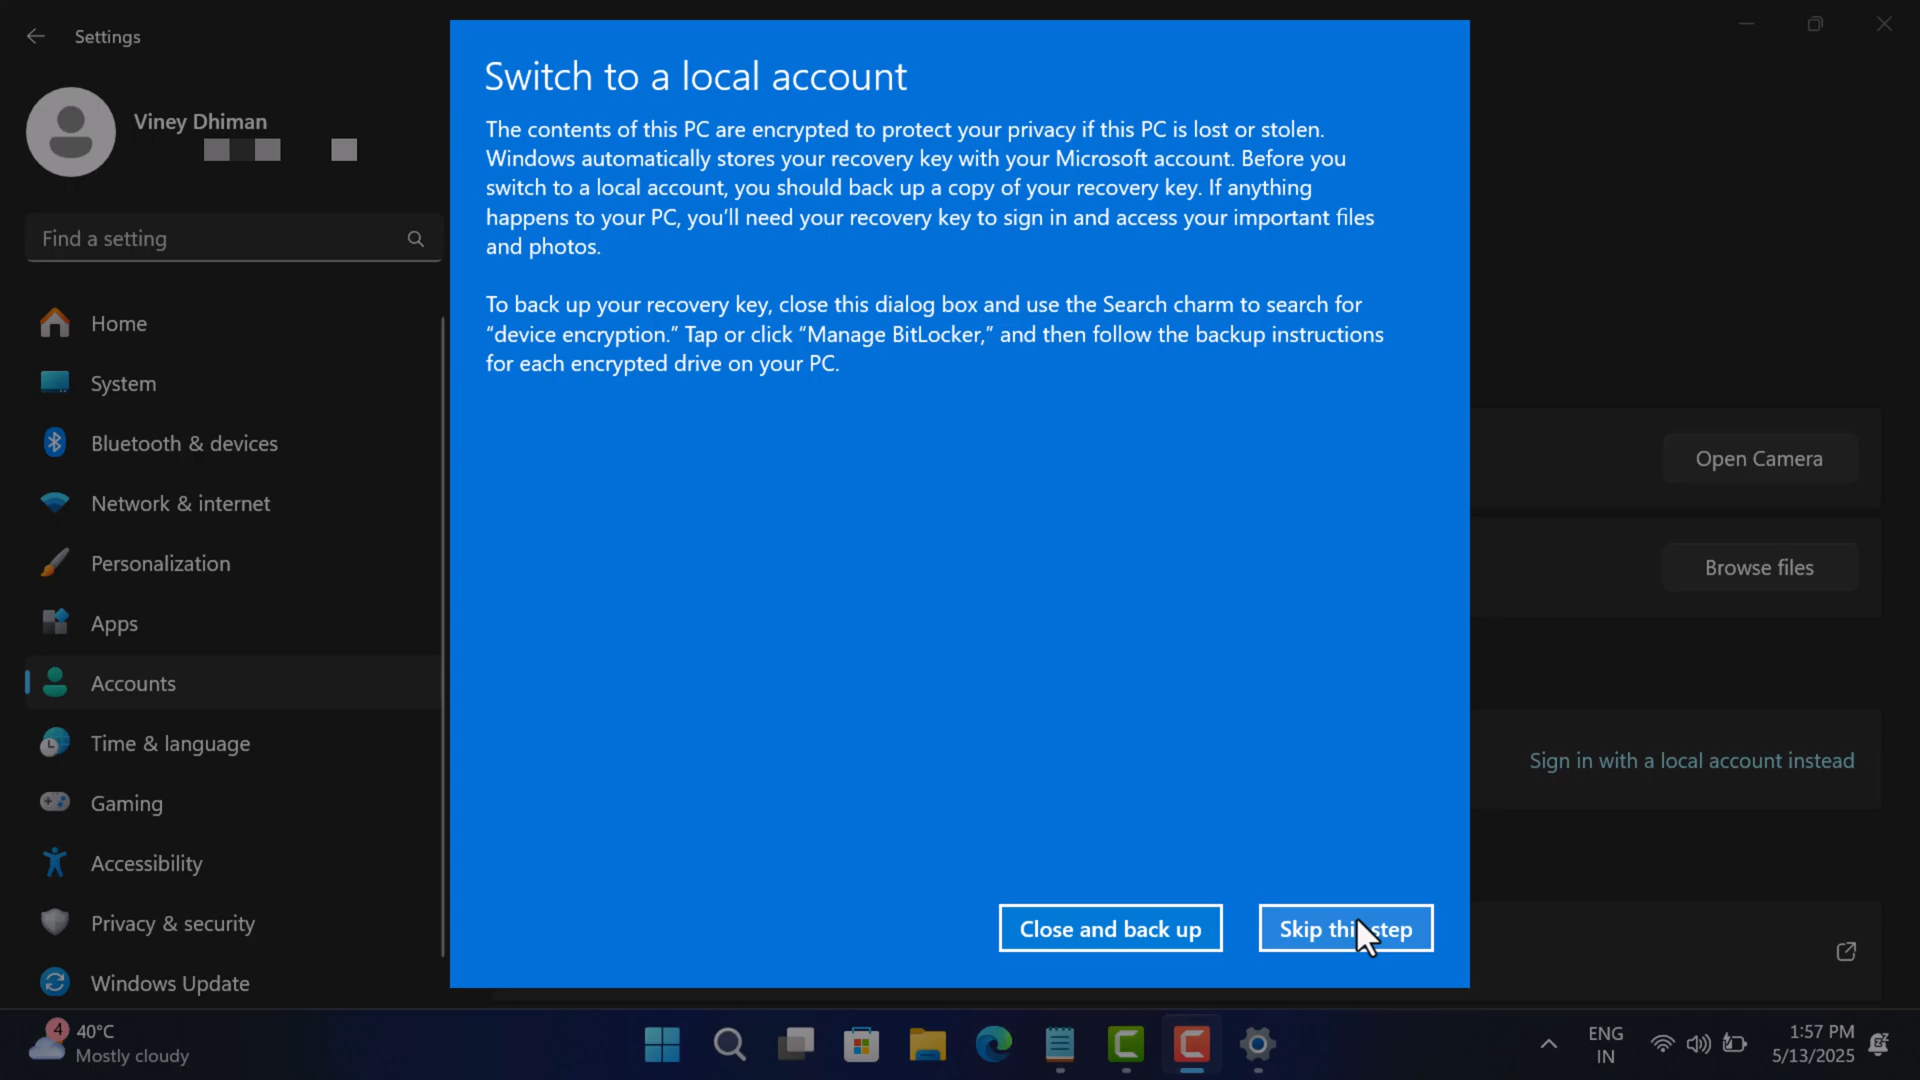 Settings
Viney Dhiman
Find a setting
Home
System
Bluetooth & devices
Network & internet
Personalization
Apps
Accounts
Time & language
Gaming
Accessibility
Privacy & security
Windows Update
Switch to a local account
The contents of this PC are encrypted to protect your privacy if this PC is lost or stolen.
Windows automatically stores your recovery key with your Microsoft account. Before you
switch to a local account, you should back up a copy of your recovery key. If anything
happens to your PC, you'll need your recovery key to sign in and access your important files
and photos.
To back up your recovery key, close this dialog box and use the Search charm to search for
“device encryption.” Tap or click “Manage BitLocker,” and then follow the backup instructions
for each encrypted drive on your PC.
Close and back up
Skip this step
Open Camera
Browse files
Sign in with a local account instead
4
40°C
Mostly cloudy
ENG
IN
1:57 PM
5/13/2025